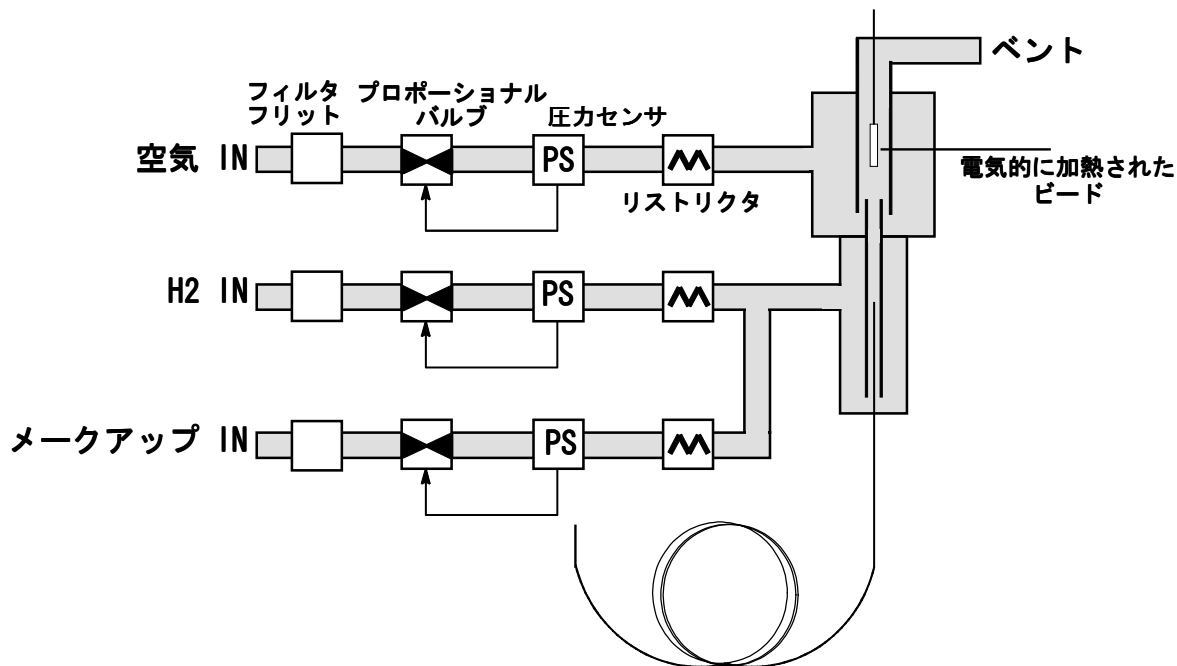 ベント
フィルタ
フリット
プロポーショナル
バルブ
圧力センサ
空気 IN
PS
リストリクタ
電気的に加熱された
ビード
H2 IN
PS
メークアップ IN
PS